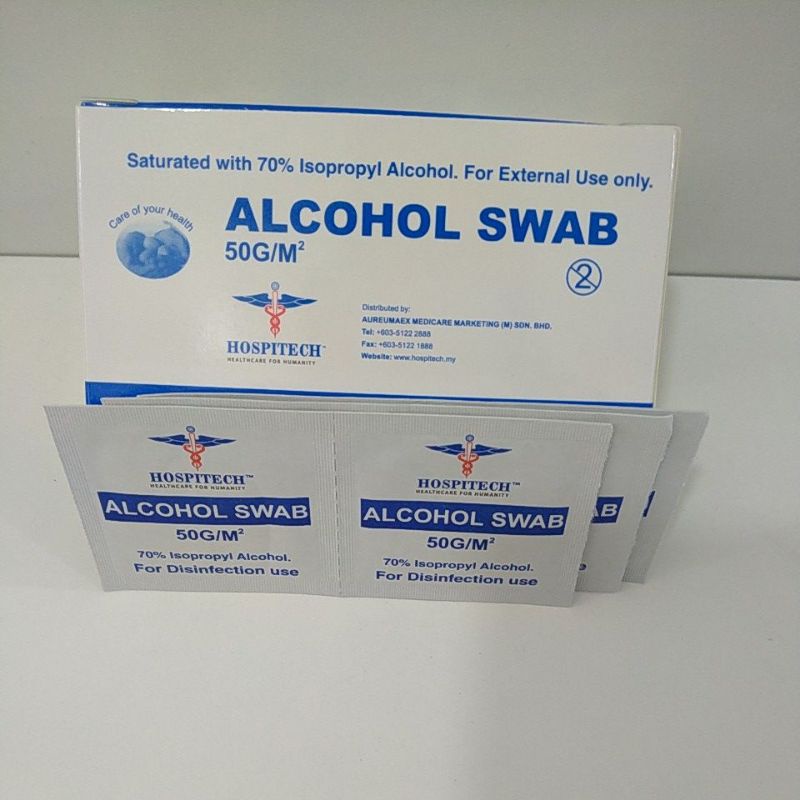 Saturated with 70% Isopropyl Alcohol. For External Use only.
Care of your health
ALCOHOL SWAB
50G/M²
2
HOSPITECH™
HEALTHCARE FOR HUMANITY
Distributed by:
AUREUMAEX MEDICARE MARKETING (M) SDN. BHD.
Tel: +603-5122 2888
Fax: +603-5122 1888
Website: www.hospitech.my
HOSPITECH™
HEALTHCARE FOR HUMANITY
ALCOHOL SWAB
50G/M²
70% Isopropyl Alcohol.
For Disinfection use
HOSPITECH™
HEALTHCARE FOR HUMANITY
ALCOHOL SWAB
50G/M²
70% Isopropyl Alcohol.
For Disinfection use
AB